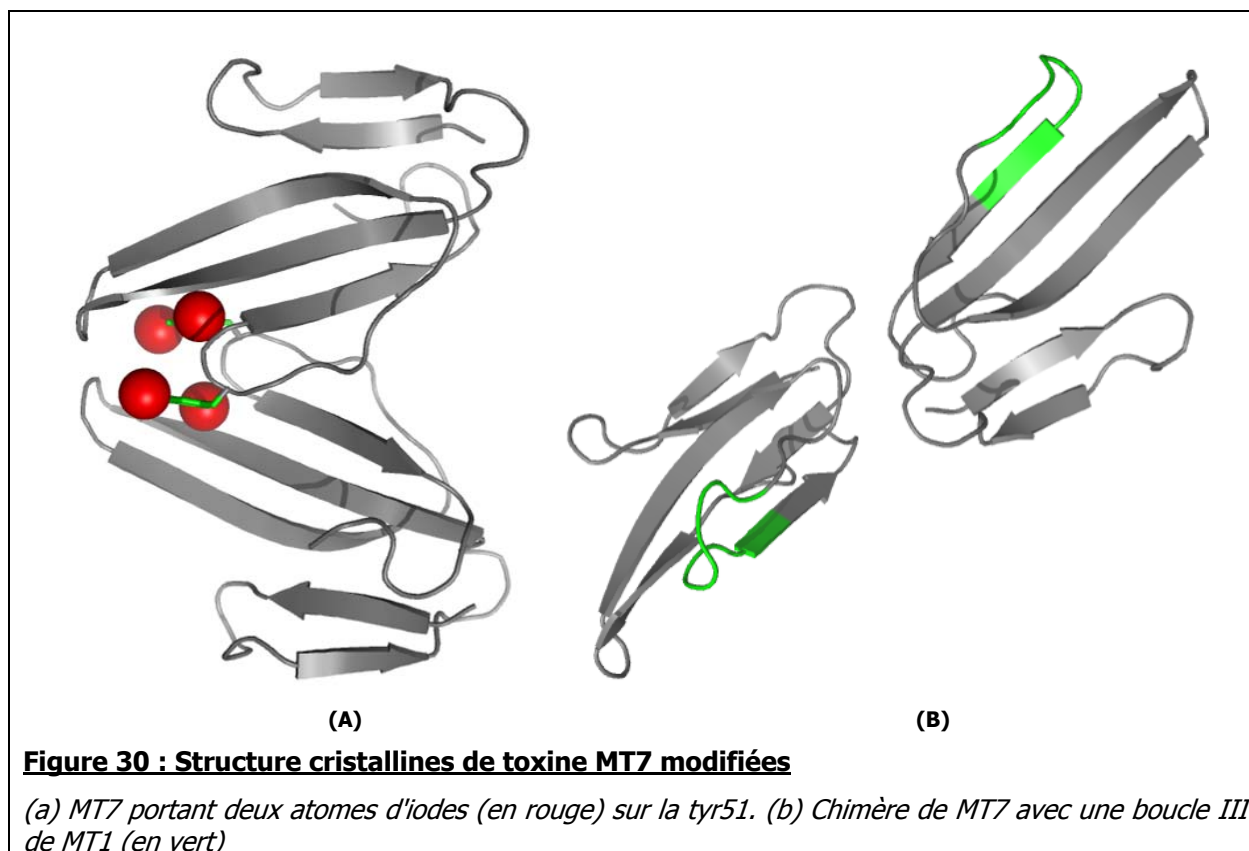 (A) (B)
Figure 30 : Structure cristallines de toxine MT7 modifiées
(a) MT7 portant deux atomes d'iodes (en rouge) sur la tyr51. (b) Chimère de MT7 avec une boucle III
de MT1 (en vert)